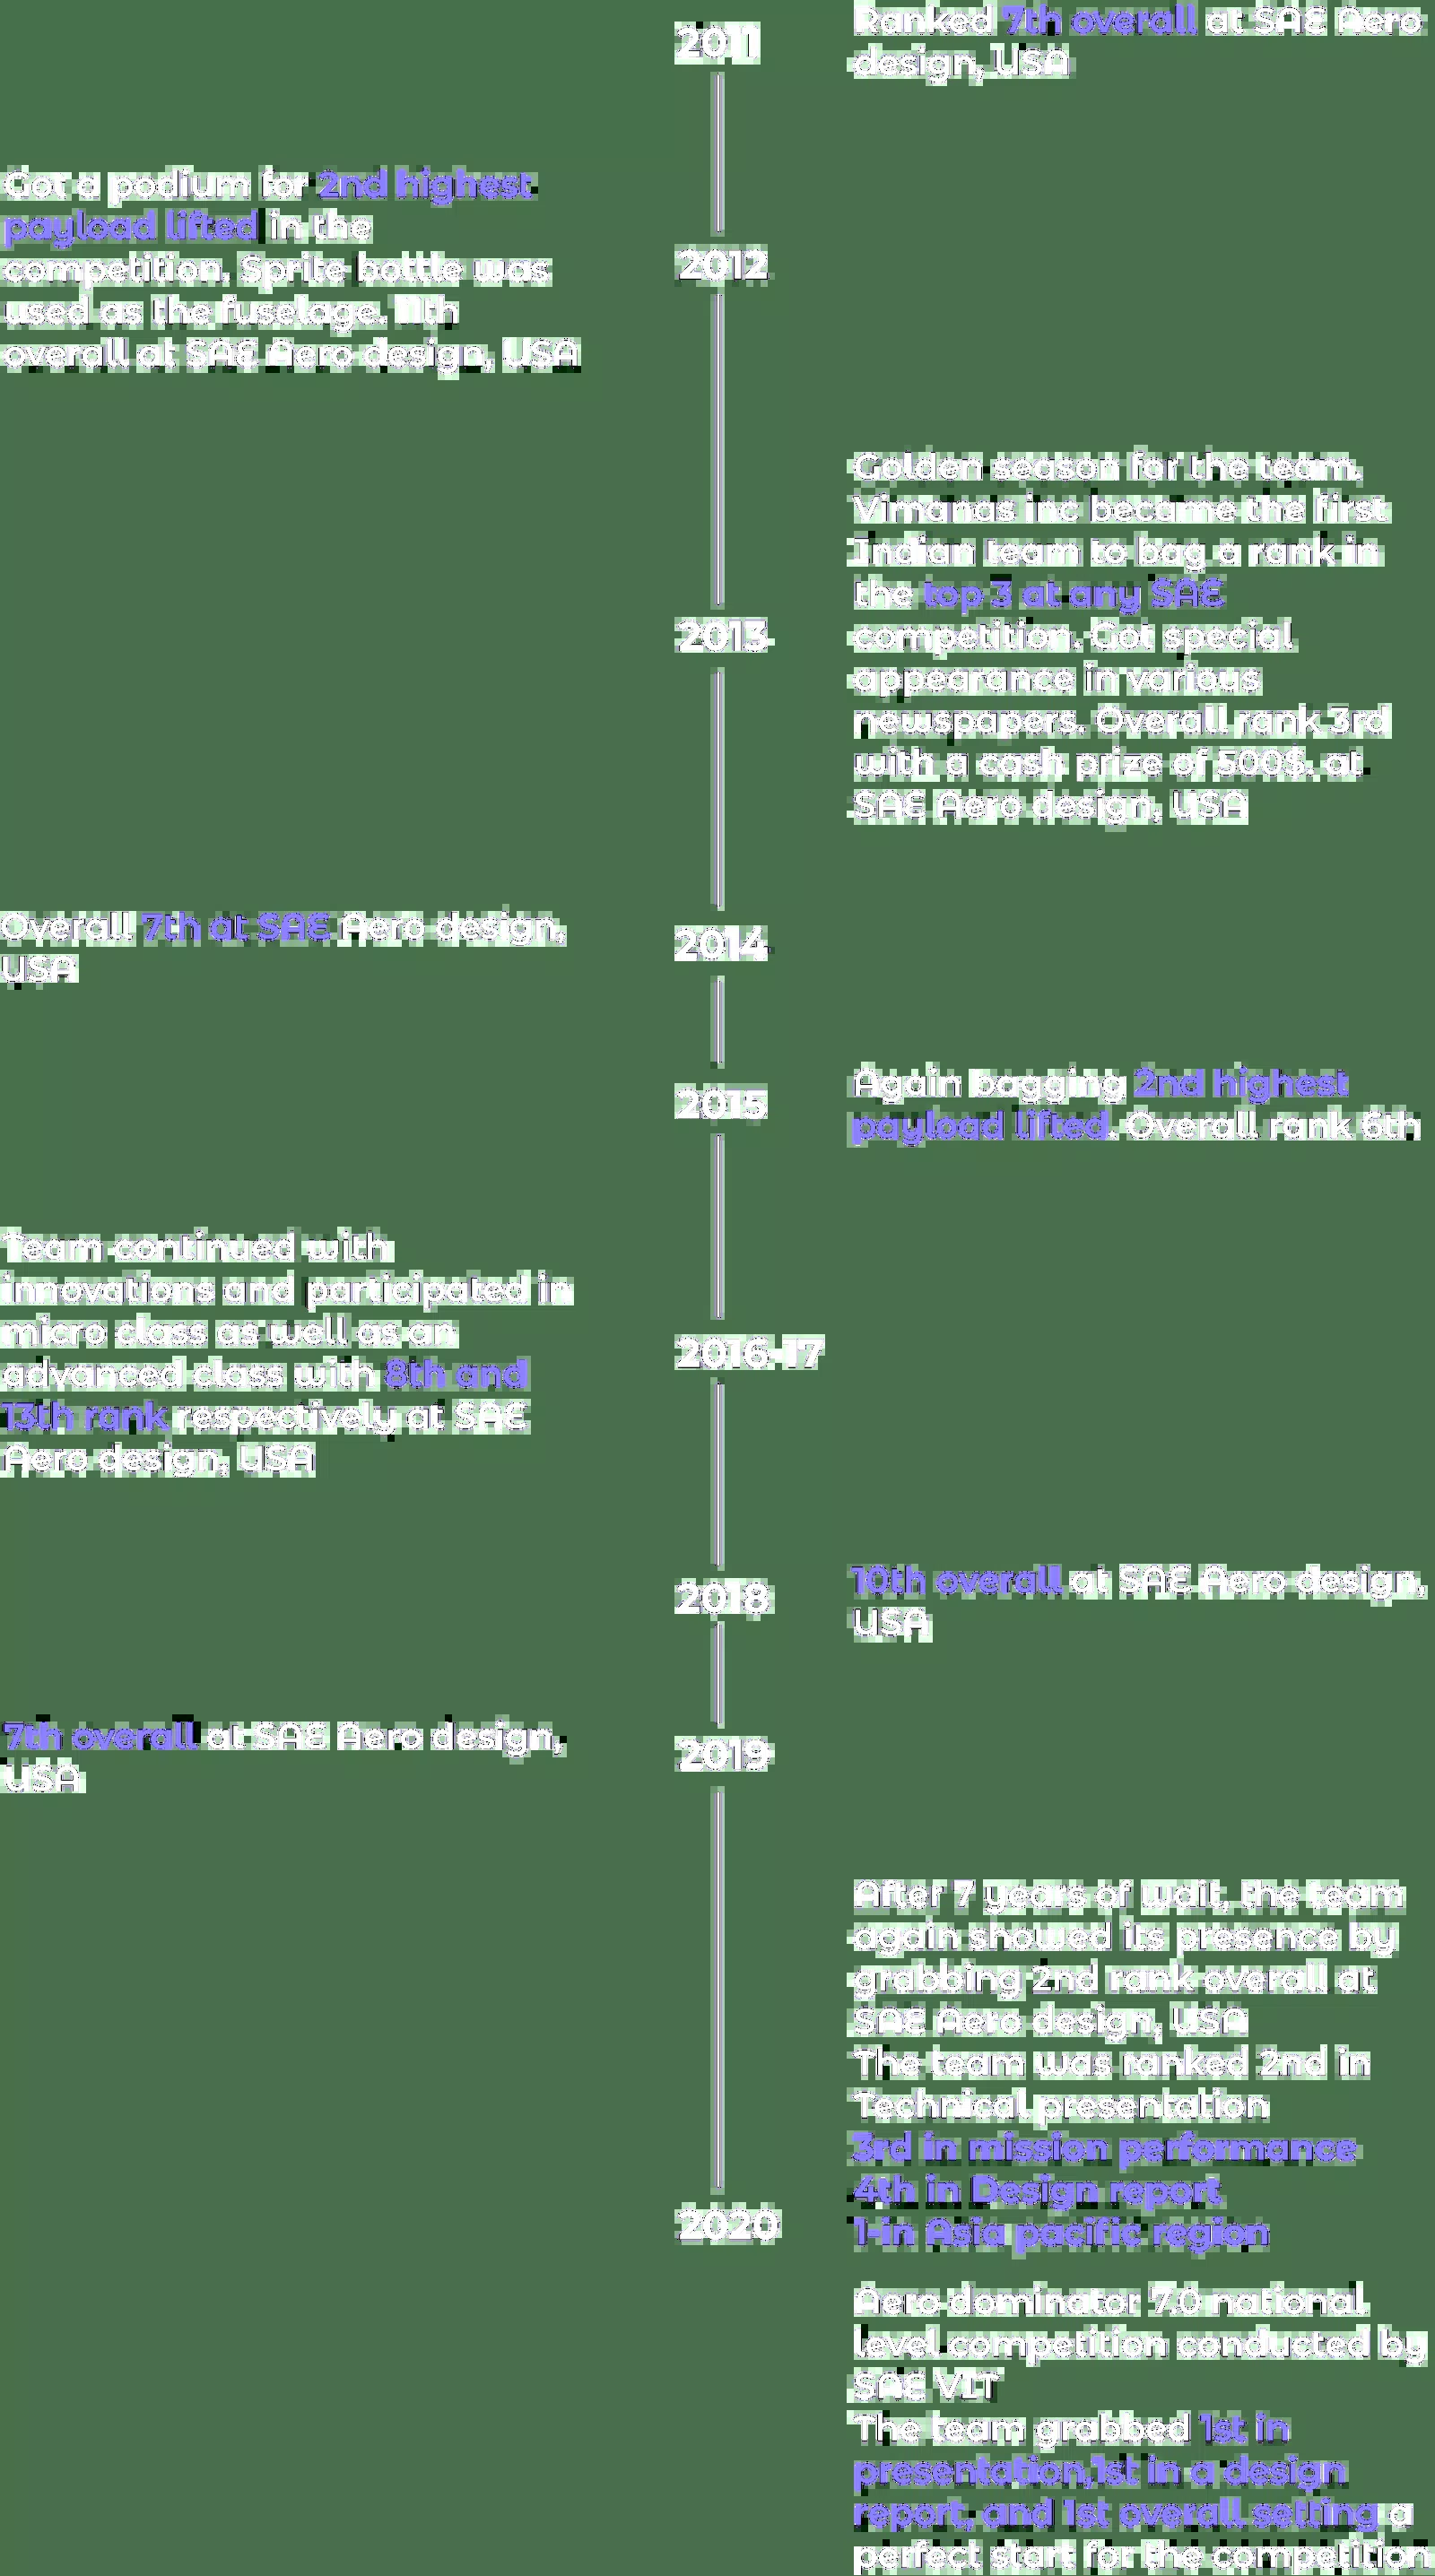 2011
Ranked 7th overall at SAE Aero
design, USA
Got a podium for 2nd highest
payload lifted in the
competition. Sprite bottle was
used as the fuselage. 11th
overall at SAE Aero design, USA
2012
Golden season for the team.
Vimanas inc became the first
Indian team to bag a rank in
the top 3 at any SAE
competition. Got special
appearance in various
newspapers. Overall rank 3rd
with a cash prize of 500$. at
SAE Aero design, USA
2013
Overall 7th at SAE Aero design,
USA
2014
2015
Again bagging 2nd highest
payload lifted. Overall rank 6th
Team continued with
innovations and participated in
micro class as well as an
advanced class with 8th and
13th rank respectively at SAE
Aero design, USA
2016-17
2018
10th overall at SAE Aero design,
USA
7th overall at SAE Aero design,
USA
2019
After 7 years of wait, the team
again showed its presence by
grabbing 2nd rank overall at
SAE Aero design, USA
The team was ranked 2nd in
Technical presentation
3rd in mission performance
4th in Design report
1-in Asia pacific region
2020
Aero dominator 7.0 national
level competition conducted by
SAE VIT
The team grabbed 1st in
presentation,1st in a design
report, and 1st overall setting a
perfect start for the competition